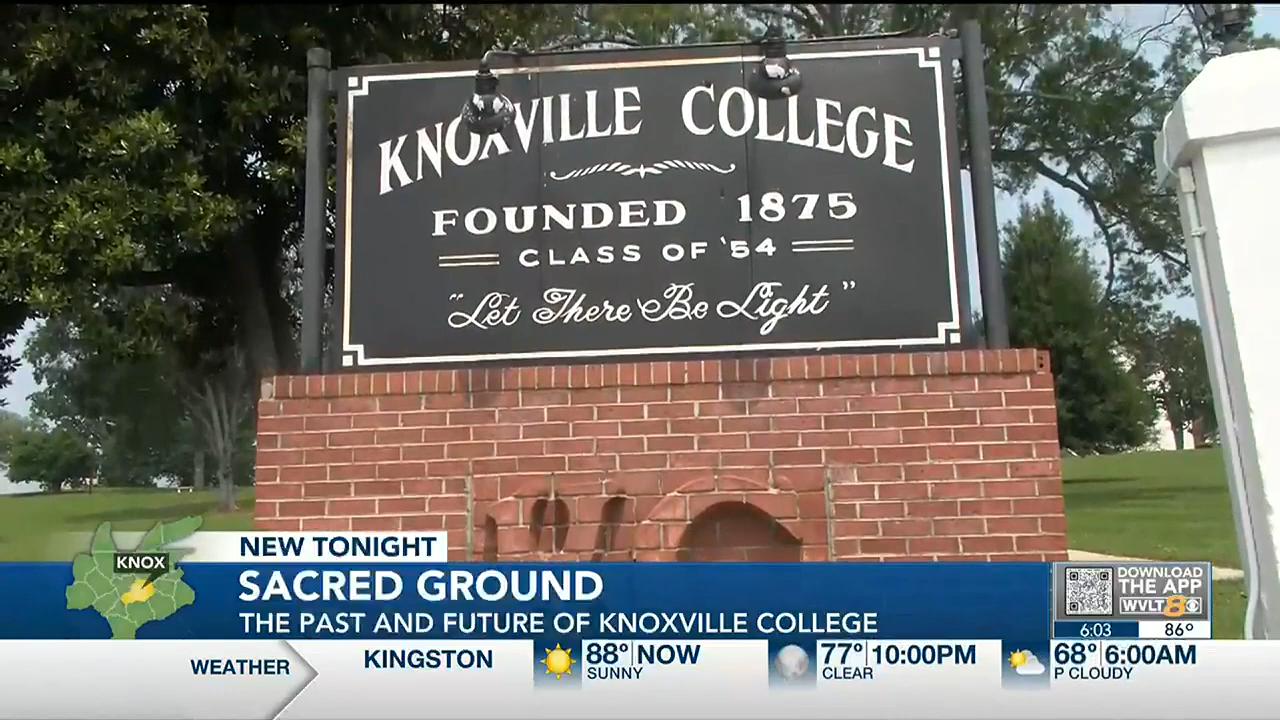 KNOXVILLE COLLEGE
FOUNDED 1875
CLASS OF '54
"Let There Be Light"
KC
NEW TONIGHT
KNOX
SACRED GROUND
THE PAST AND FUTURE OF KNOXVILLE COLLEGE
DOWNLOAD
THE APP
WVLT 8
6:03 86°
WEATHER
KINGSTON
88° NOW
SUNNY
77° 10:00PM
CLEAR
68° 6:00AM
P CLOUDY